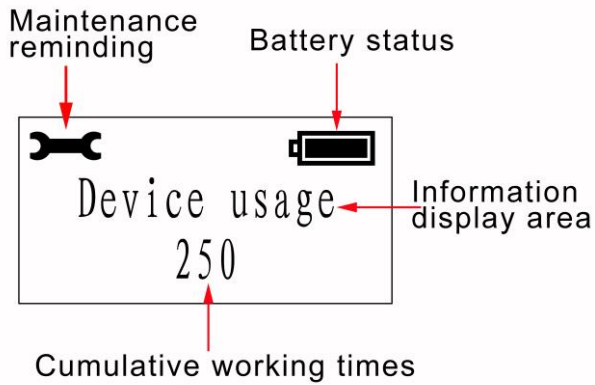 Maintenance
reminding
Battery status
Device usage
250
Information
display area
Cumulative working times